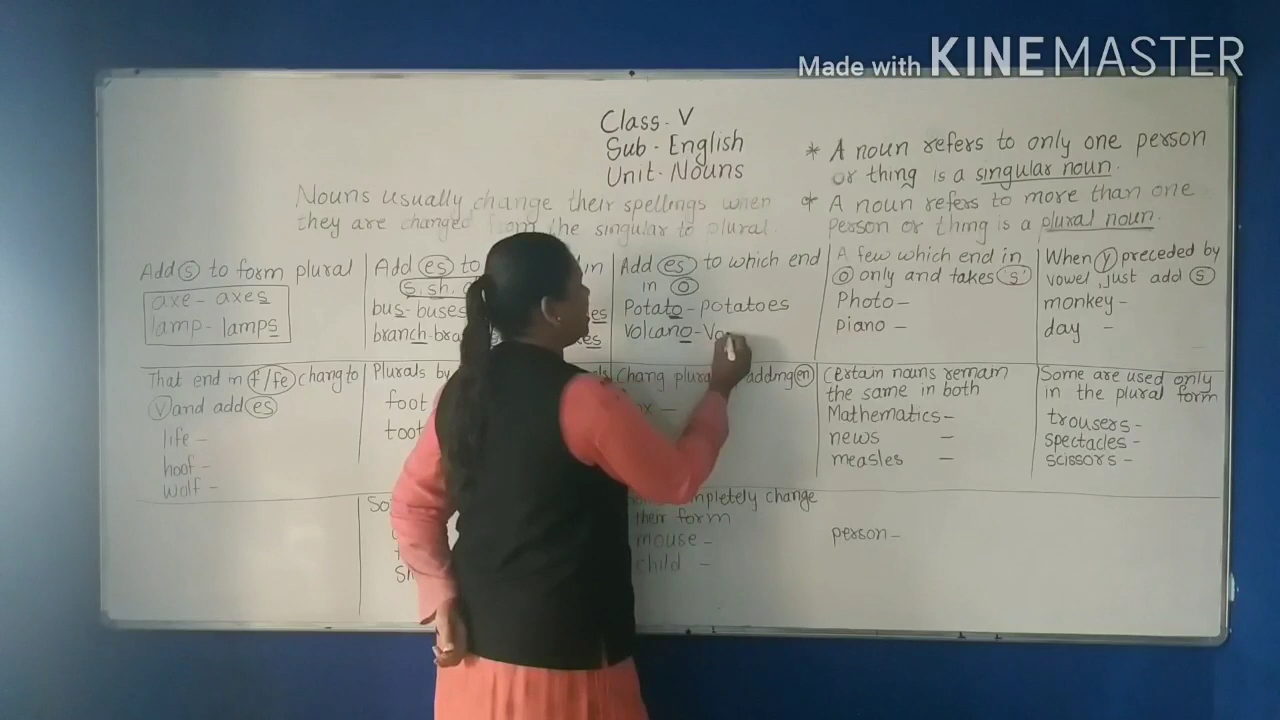 Made with KINEMASTER
Class- V
Sub - English
Unit- Nouns
* A noun refers to only one person
or thing is a singular noun.
* A noun refers to more than one
person or thing is a plural noun.
Nouns usually change their spellings when
they are changed from the singular to plural.
Add s to form plural
axe - axes
lamp - lamps
Add es to
in
s, sh,
bus - buses
es
branch-
es
Add es to which end
in o
Potato - potatoes
Volcano -
A few which end in
o only and takes 's'
Photo -
piano -
When y preceded by
vowel, just add s
monkey -
day -
That end in f/fe chang to
v and add es
life -
hoof -
wolf -
Plurals by
foot
Chang adding en
Certain nouns remain
the same in both
Mathematics -
news -
measles -
Some are used only
in the plural form
trousers -
spectacles -
scissors -
change
their form
mouse -
child -
person -